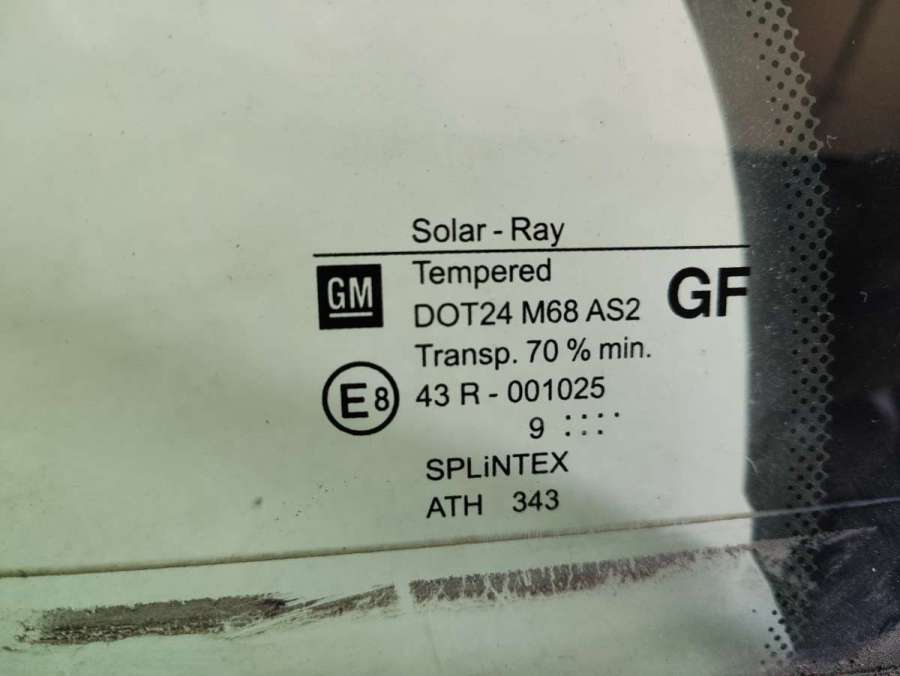 Solar - Ray
GM
Tempered
DOT24 M68 AS2
GF
Transp. 70 % min.
E8
43 R - 001025
9 :::·
SPLiNTEX
ATH 343